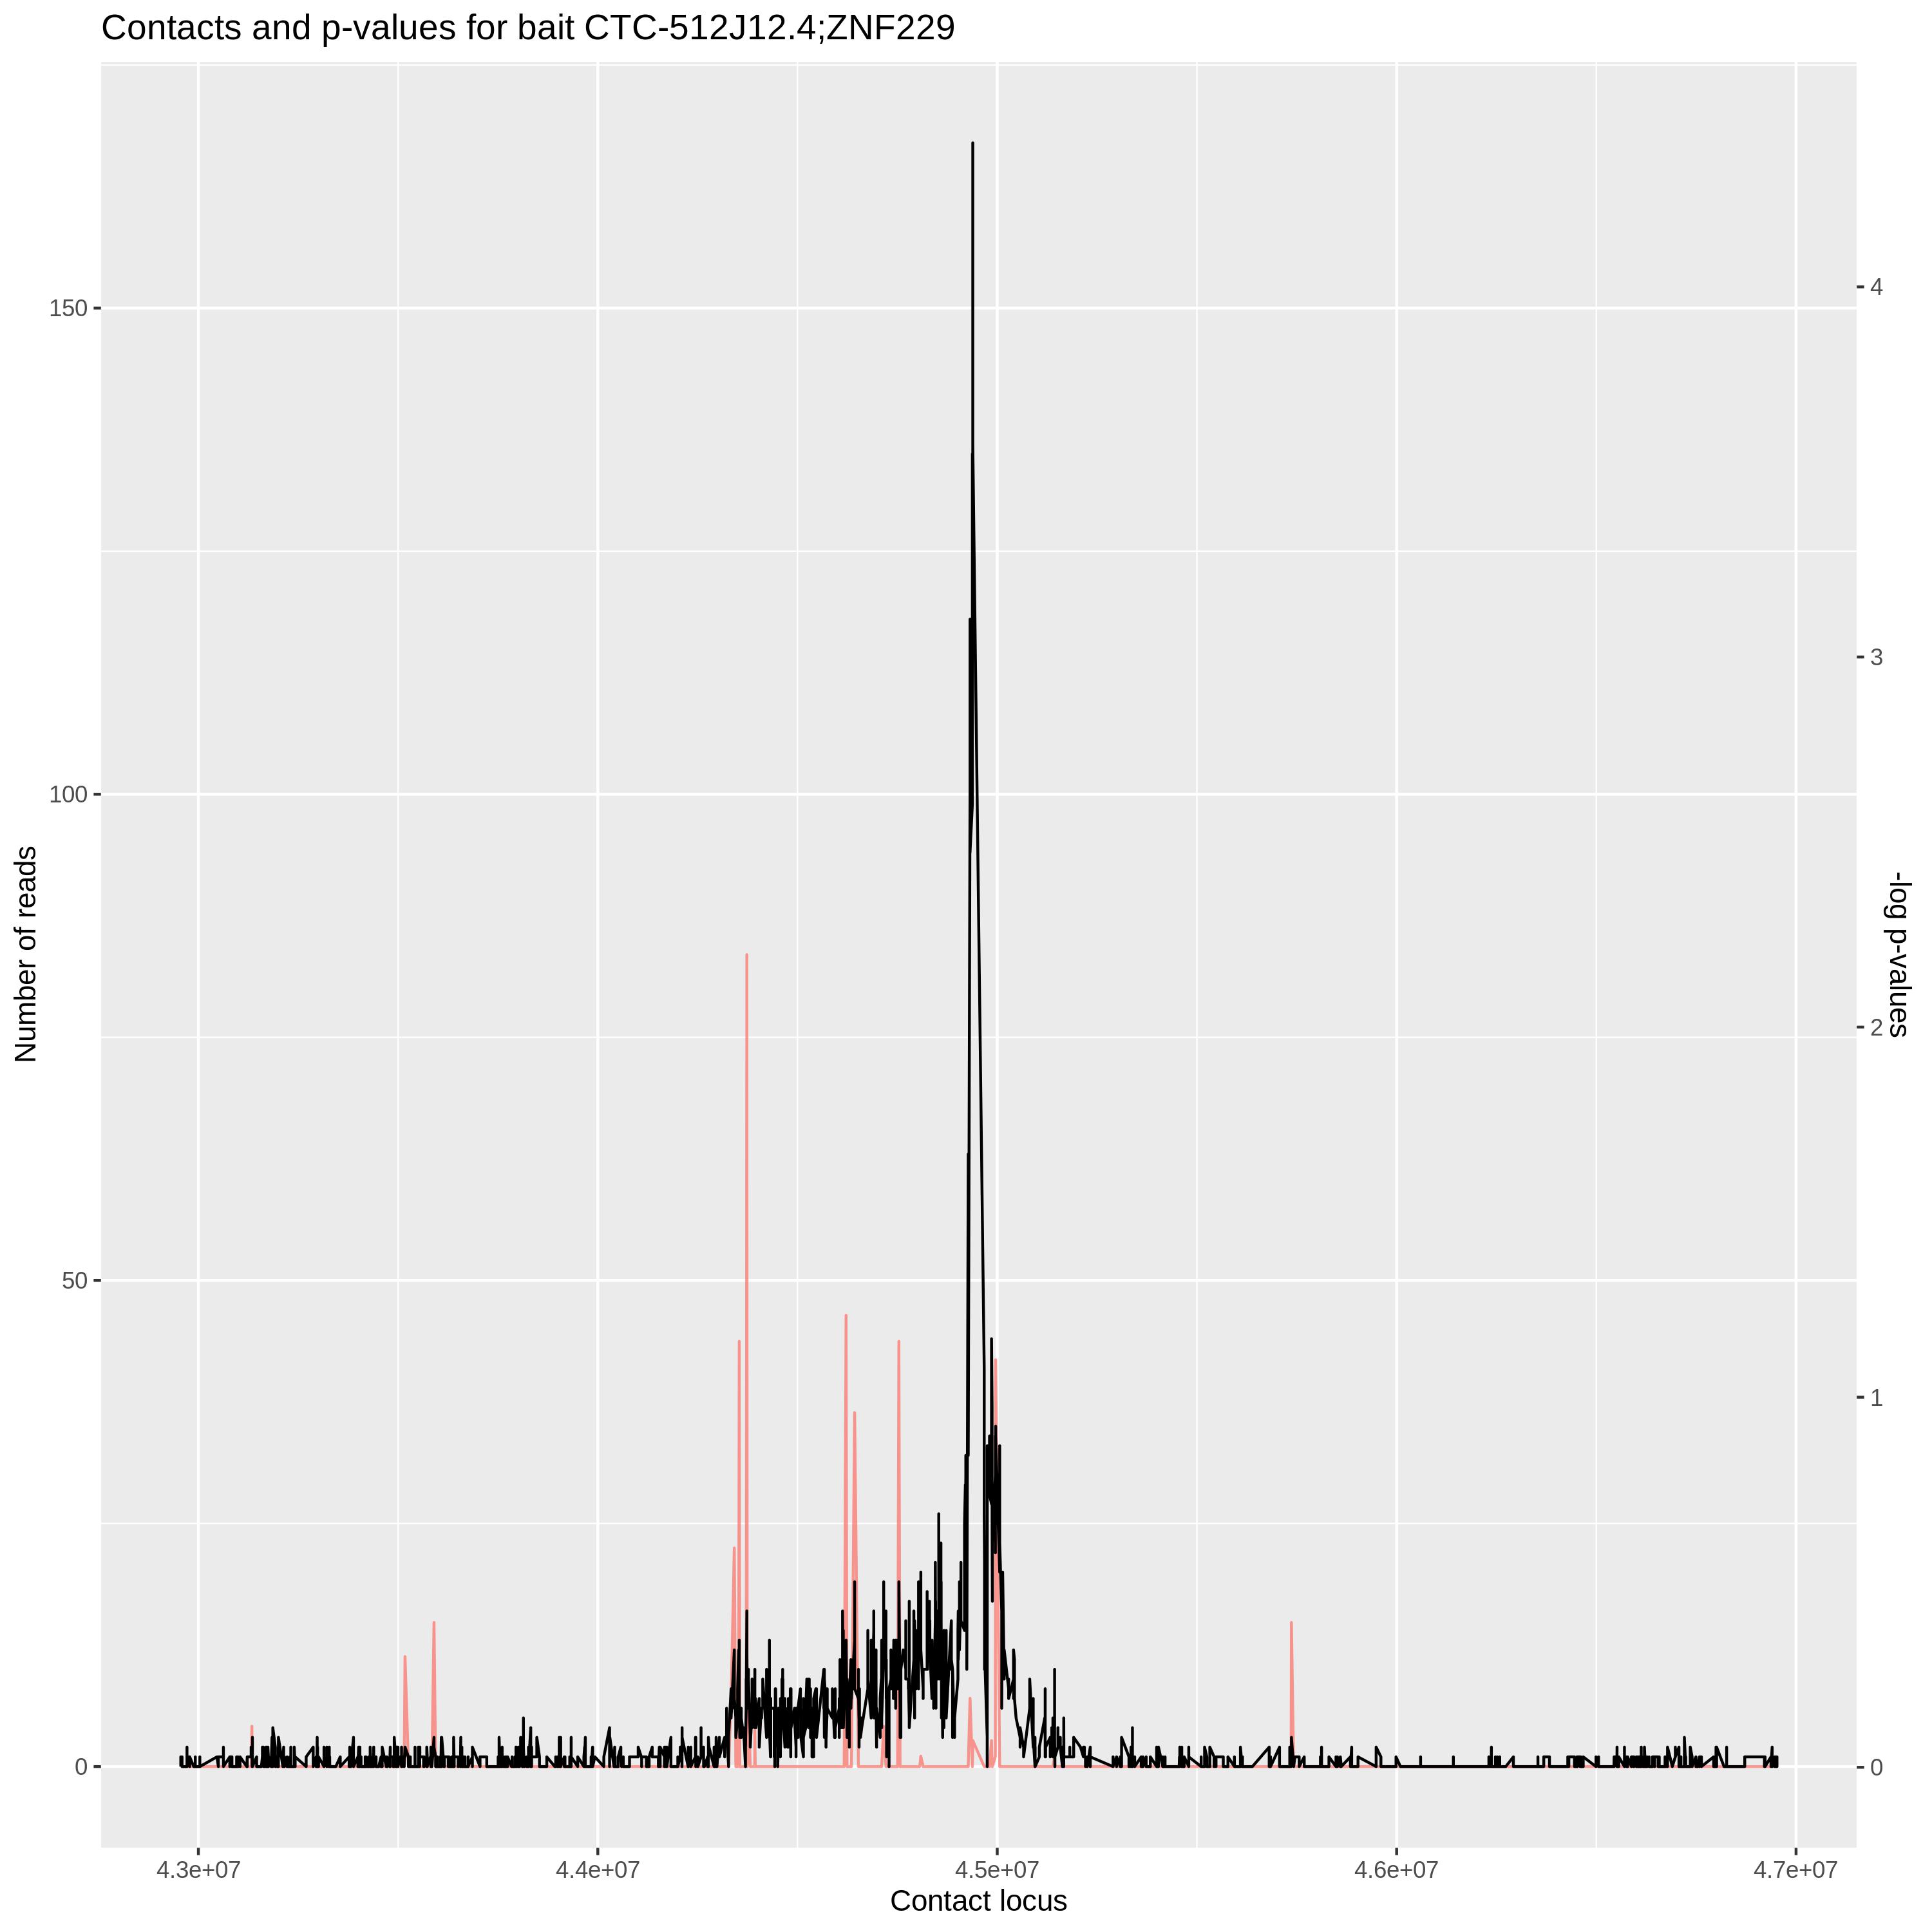 Contacts and p-values for bait CTC-512J12.4;ZNF229
150
100
50
0
Number of reads
4
3
2
1
0
-log p-values
4.3e+07
4.4e+07
4.5e+07
4.6e+07
4.7e+07
Contact locus